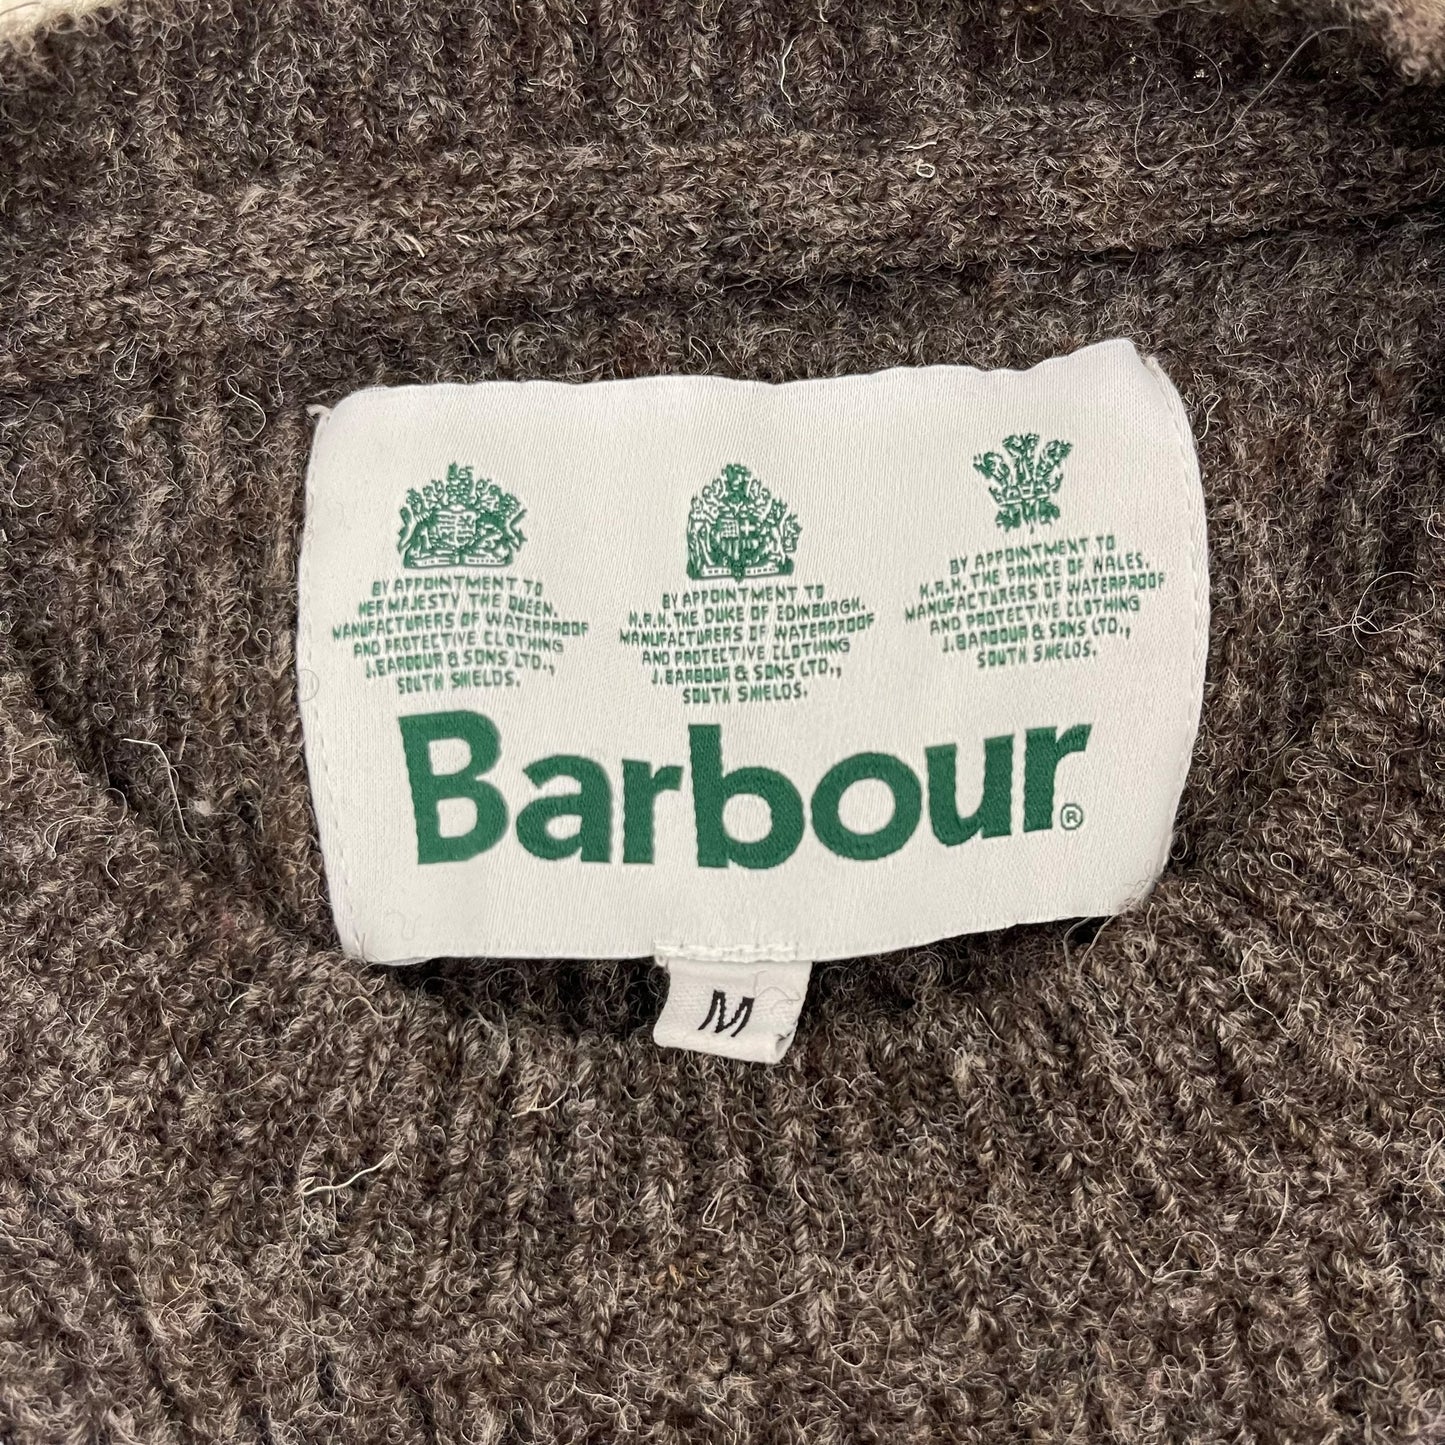 BY APPOINTMENT TO
HER MAJESTY THE QUEEN.
MANUFACTURERS OF WATERPROOF
AND PROTECTIVE CLOTHING
J.BARBOUR & SONS LTD.,
SOUTH SHIELDS.
BY APPOINTMENT TO
H.R.H. THE DUKE OF EDINBURGH.
MANUFACTURERS OF WATERPROOF
AND PROTECTIVE CLOTHING
J.BARBOUR & SONS LTD.,
SOUTH SHIELDS.
BY APPOINTMENT TO
H.R.H. THE PRINCE OF WALES.
MANUFACTURERS OF WATERPROOF
AND PROTECTIVE CLOTHING
J.BARBOUR & SONS LTD.,
SOUTH SHIELDS.
Barbour®
M